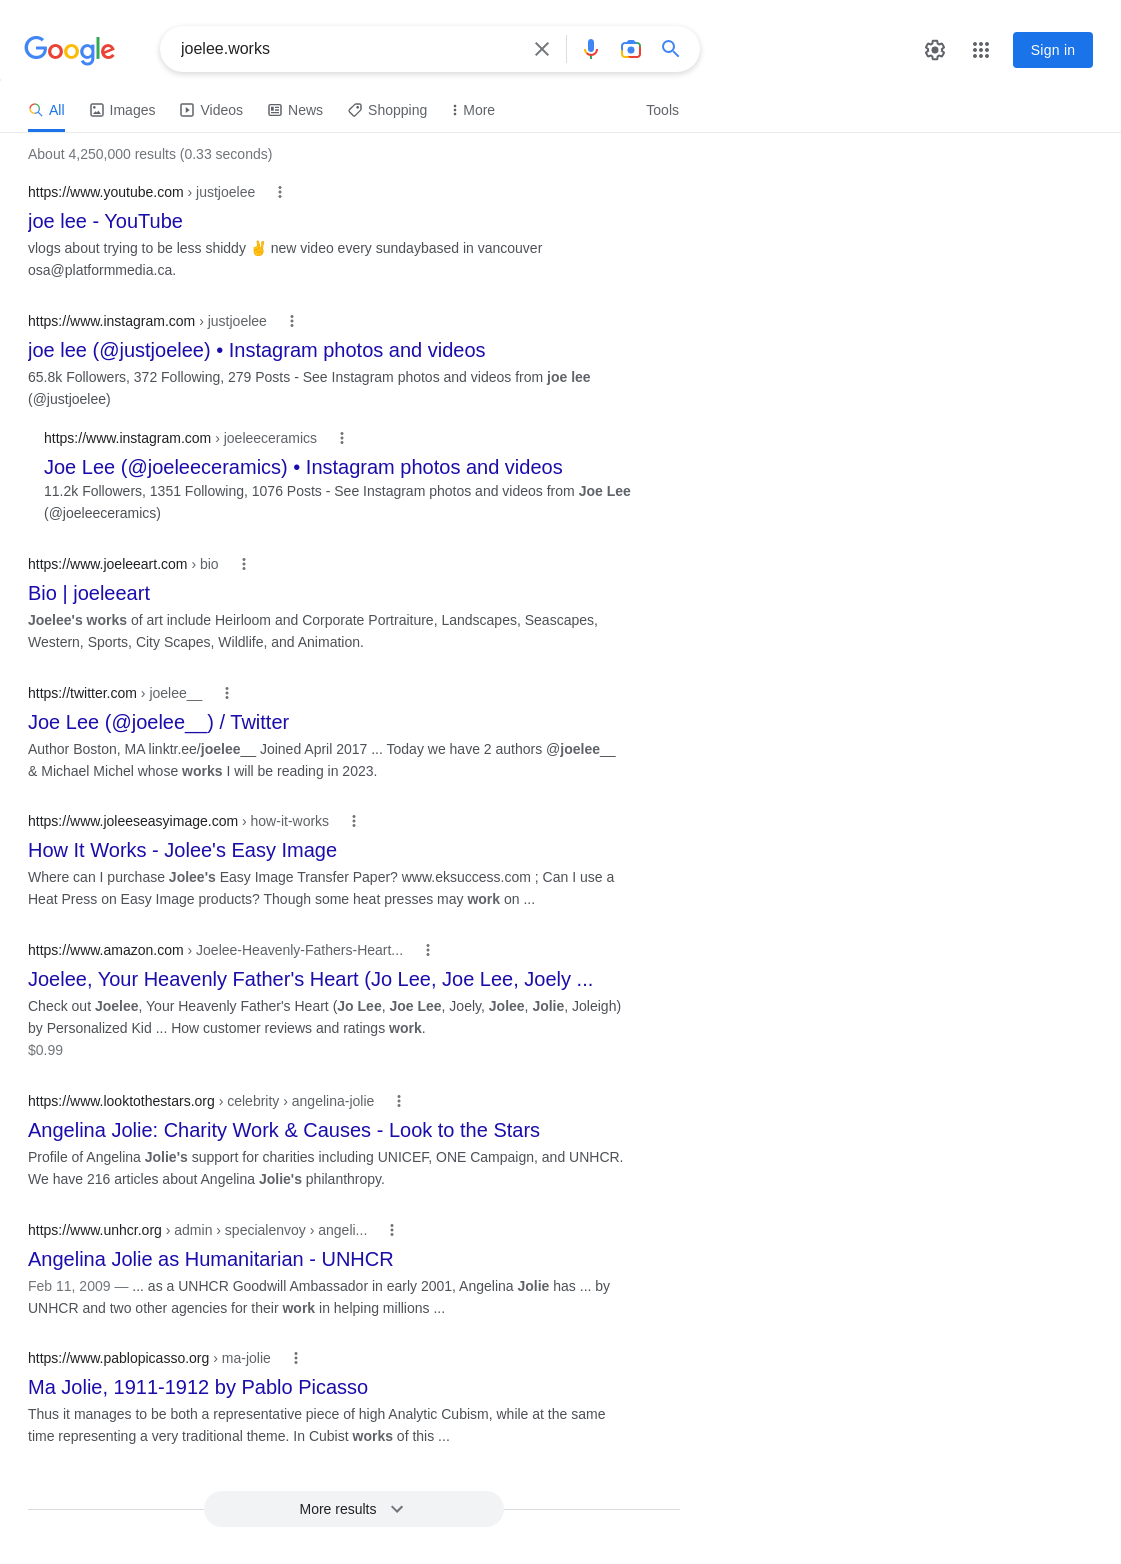 Google
joelee.works
Sign in
All
Images
Videos
News
Shopping
More
Tools
About 4,250,000 results (0.33 seconds)
https://www.youtube.com › justjoelee
joe lee - YouTube
vlogs about trying to be less shiddy ✌️ new video every sundaybased in vancouver
osa@platformmedia.ca.
https://www.instagram.com › justjoelee
joe lee (@justjoelee) • Instagram photos and videos
65.8k Followers, 372 Following, 279 Posts - See Instagram photos and videos from joe lee
(@justjoelee)
https://www.instagram.com › joeleeceramics
Joe Lee (@joeleeceramics) • Instagram photos and videos
11.2k Followers, 1351 Following, 1076 Posts - See Instagram photos and videos from Joe Lee
(@joeleeceramics)
https://www.joeleeart.com › bio
Bio | joeleeart
Joelee's works of art include Heirloom and Corporate Portraiture, Landscapes, Seascapes,
Western, Sports, City Scapes, Wildlife, and Animation.
https://twitter.com › joelee__
Joe Lee (@joelee__) / Twitter
Author Boston, MA linktr.ee/joelee__ Joined April 2017 ... Today we have 2 authors @joelee__
& Michael Michel whose works I will be reading in 2023.
https://www.joleeseasyimage.com › how-it-works
How It Works - Jolee's Easy Image
Where can I purchase Jolee's Easy Image Transfer Paper? www.eksuccess.com ; Can I use a
Heat Press on Easy Image products? Though some heat presses may work on ...
https://www.amazon.com › Joelee-Heavenly-Fathers-Heart...
Joelee, Your Heavenly Father's Heart (Jo Lee, Joe Lee, Joely ...
Check out Joelee, Your Heavenly Father's Heart (Jo Lee, Joe Lee, Joely, Jolee, Jolie, Joleigh)
by Personalized Kid ... How customer reviews and ratings work.
$0.99
https://www.looktothestars.org › celebrity › angelina-jolie
Angelina Jolie: Charity Work & Causes - Look to the Stars
Profile of Angelina Jolie's support for charities including UNICEF, ONE Campaign, and UNHCR.
We have 216 articles about Angelina Jolie's philanthropy.
https://www.unhcr.org › admin › specialenvoy › angeli...
Angelina Jolie as Humanitarian - UNHCR
Feb 11, 2009 — ... as a UNHCR Goodwill Ambassador in early 2001, Angelina Jolie has ... by
UNHCR and two other agencies for their work in helping millions ...
https://www.pablopicasso.org › ma-jolie
Ma Jolie, 1911-1912 by Pablo Picasso
Thus it manages to be both a representative piece of high Analytic Cubism, while at the same
time representing a very traditional theme. In Cubist works of this ...
More results